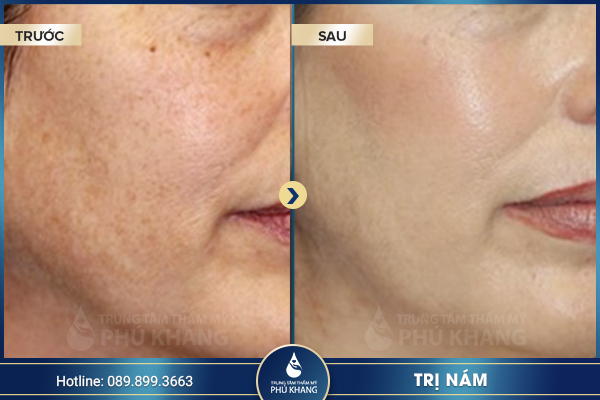 TRƯỚC
SAU
TRUNG TÂM THẨM MỸ
PHÚ KHANG
TRUNG TÂM THẨM MỸ
PHÚ KHANG
Hotline: 089.899.3663
TRUNG TÂM THẨM MỸ
PHÚ KHANG
TRỊ NÁM